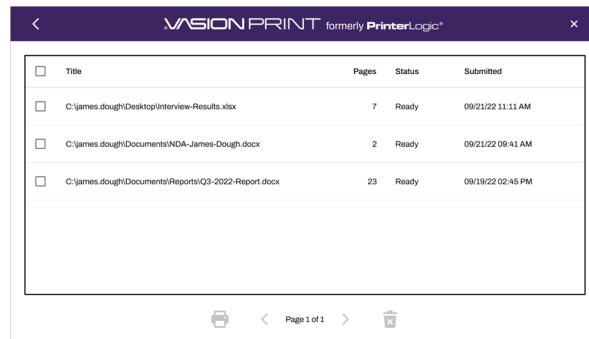 VASION PRINT formerly PrinterLogic®
Title Pages Status Submitted
C:\james.dough\Desktop\Interview-Results.xlsx 7 Ready 09/21/22 11:11 AM
C:\james.dough\Documents\NDA-James-Dough.docx 2 Ready 09/21/22 09:41 AM
C:\james.dough\Documents\Reports\Q3-2022-Report.docx 23 Ready 09/19/22 02:45 PM
Page 1 of 1